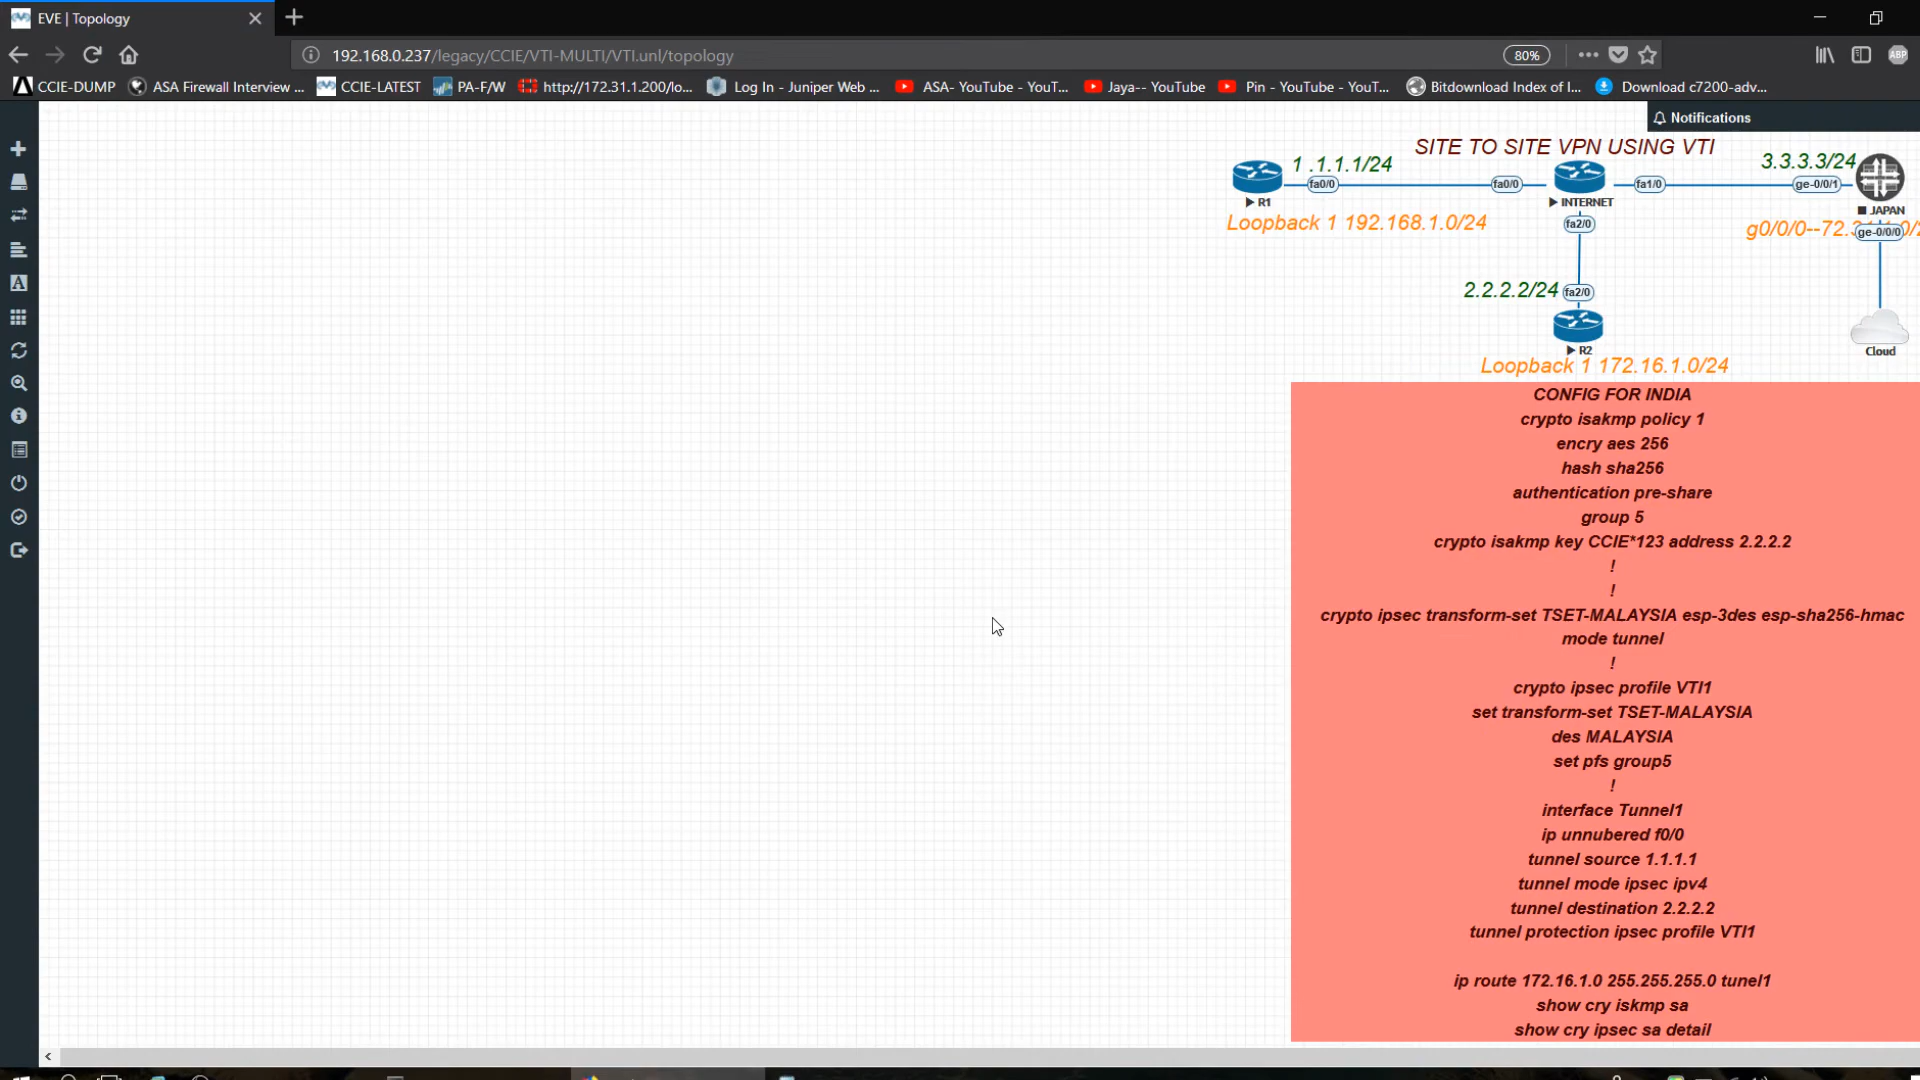 EVE | Topology
192.168.0.237/legacy/CCIE/VTI-MULTI/VTI.unl/topology
80%
ABP
CCIE-DUMP
ASA Firewall Interview ...
CCIE-LATEST
PA-F/W
http://172.31.1.200/lo...
Log In - Juniper Web ...
ASA- YouTube - YouT...
Jaya-- YouTube
Pin - YouTube - YouT...
Bitdownload Index of I...
Download c7200-adv...
Notifications
SITE TO SITE VPN USING VTI
1 .1.1.1/24
3.3.3.3/24
fa0/0
fa0/0
fa1/0
ge-0/0/1
R1
INTERNET
JAPAN
Loopback 1 192.168.1.0/24
fa2/0
g0/0/0--72.
ge-0/0/0
2.2.2.2/24
fa2/0
R2
Cloud
Loopback 1 172.16.1.0/24
CONFIG FOR INDIA
crypto isakmp policy 1
encry aes 256
hash sha256
authentication pre-share
group 5
crypto isakmp key CCIE*123 address 2.2.2.2
!
!
crypto ipsec transform-set TSET-MALAYSIA esp-3des esp-sha256-hmac
mode tunnel
!
crypto ipsec profile VTI1
set transform-set TSET-MALAYSIA
des MALAYSIA
set pfs group5
!
interface Tunnel1
ip unnubered f0/0
tunnel source 1.1.1.1
tunnel mode ipsec ipv4
tunnel destination 2.2.2.2
tunnel protection ipsec profile VTI1
ip route 172.16.1.0 255.255.255.0 tunel1
show cry iskmp sa
show cry ipsec sa detail